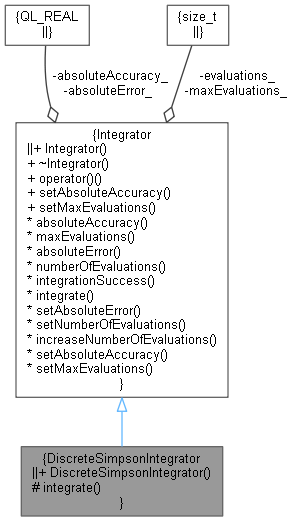 {QL_REAL
||}
{size_t
||}
-absoluteAccuracy_
-absoluteError_
-evaluations_
-maxEvaluations_
{Integrator
||+ Integrator()
+ ~Integrator()
+ operator()()
+ setAbsoluteAccuracy()
+ setMaxEvaluations()
* absoluteAccuracy()
* maxEvaluations()
* absoluteError()
* numberOfEvaluations()
* integrationSuccess()
* integrate()
* setAbsoluteError()
* setNumberOfEvaluations()
* increaseNumberOfEvaluations()
* setAbsoluteAccuracy()
* setMaxEvaluations()
}
{DiscreteSimpsonIntegrator
||+ DiscreteSimpsonIntegrator()
# integrate()
}